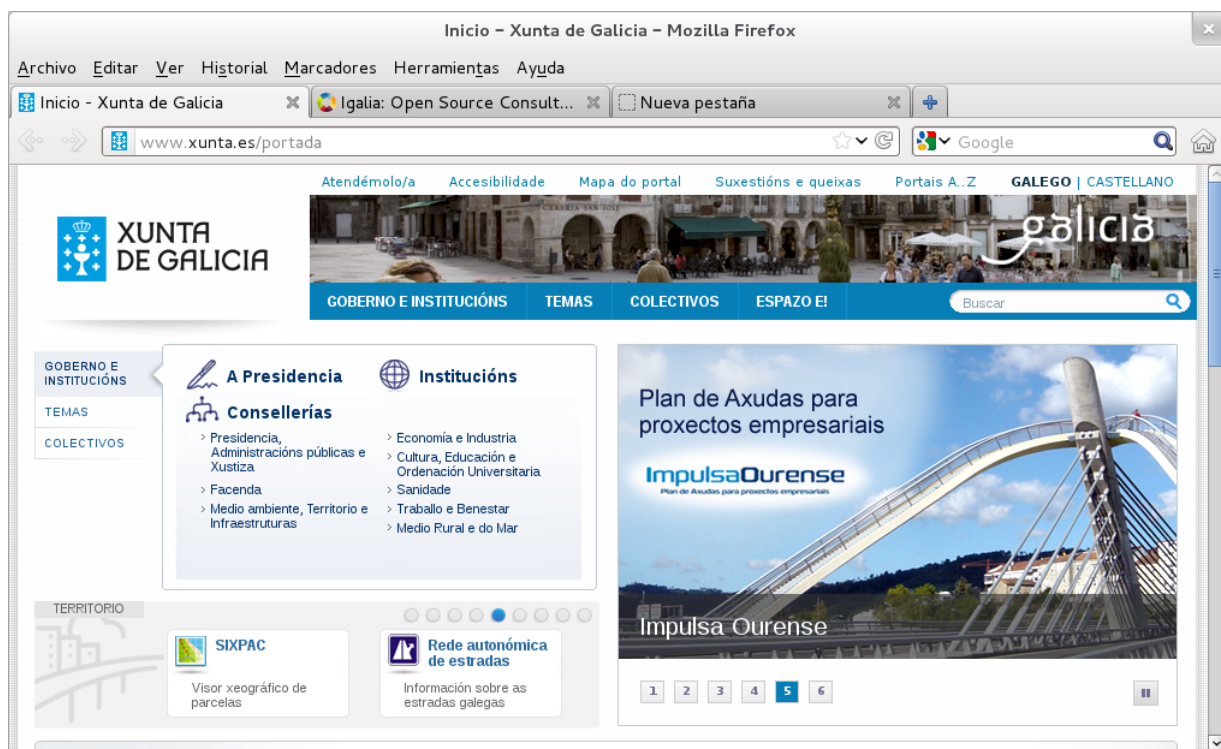 Inicio – Xunta de Galicia – Mozilla Firefox
Archivo Editar Ver Historial Marcadores Herramientas Ayuda
Inicio - Xunta de Galicia
Igalia: Open Source Consult...
Nueva pestaña
www.xunta.es/portada
Google
Atendémolo/a Accesibilidade Mapa do portal Suxestións e queixas Portais A..Z GALEGO | CASTELLANO
XUNTA
DE GALICIA
CERERIA SAN JOSE
galicia
GOBERNO E INSTITUCIÓNS TEMAS COLECTIVOS ESPAZO E!
Buscar
GOBERNO E
INSTITUCIÓNS
TEMAS
COLECTIVOS
A Presidencia
Institucións
Consellerías
Presidencia,
Administracións públicas e
Xustiza
Facenda
Medio ambiente, Territorio e
Infraestruturas
Economía e Industria
Cultura, Educación e
Ordenación Universitaria
Sanidade
Traballo e Benestar
Medio Rural e do Mar
Plan de Axudas para
proxectos empresariais
ImpulsaOurense
Plan de Axudas para proxectos empresariais
Impulsa Ourense
1 2 3 4 5 6
TERRITORIO
SIXPAC
Visor xeográfico de
parcelas
Rede autonómica
de estradas
Información sobre as
estradas galegas